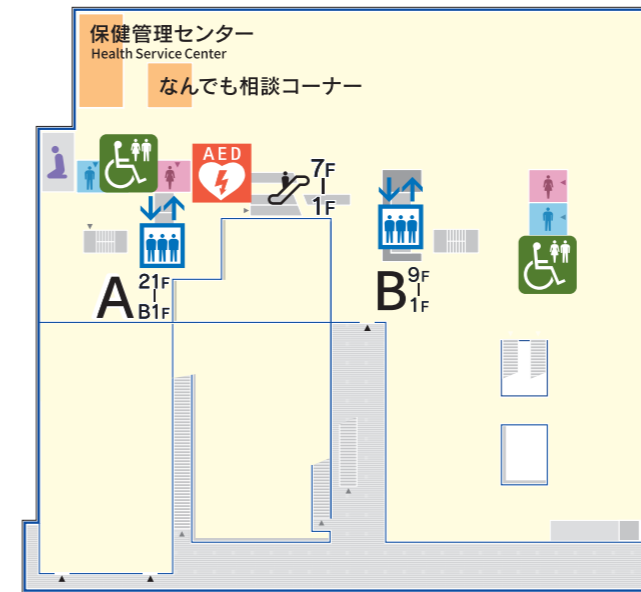 保健管理センター
Health Service Center
なんでも相談コーナー
AED
7F
1F
A
21F
B1F
B
9F
1F